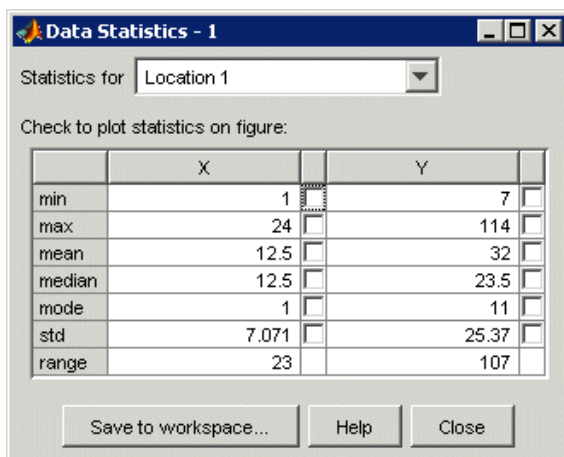 Data Statistics - 1
Statistics for Location 1
Check to plot statistics on figure:
X Y
min 1 7
max 24 114
mean 12.5 32
median 12.5 23.5
mode 1 11
std 7.071 25.37
range 23 107
Save to workspace... Help Close